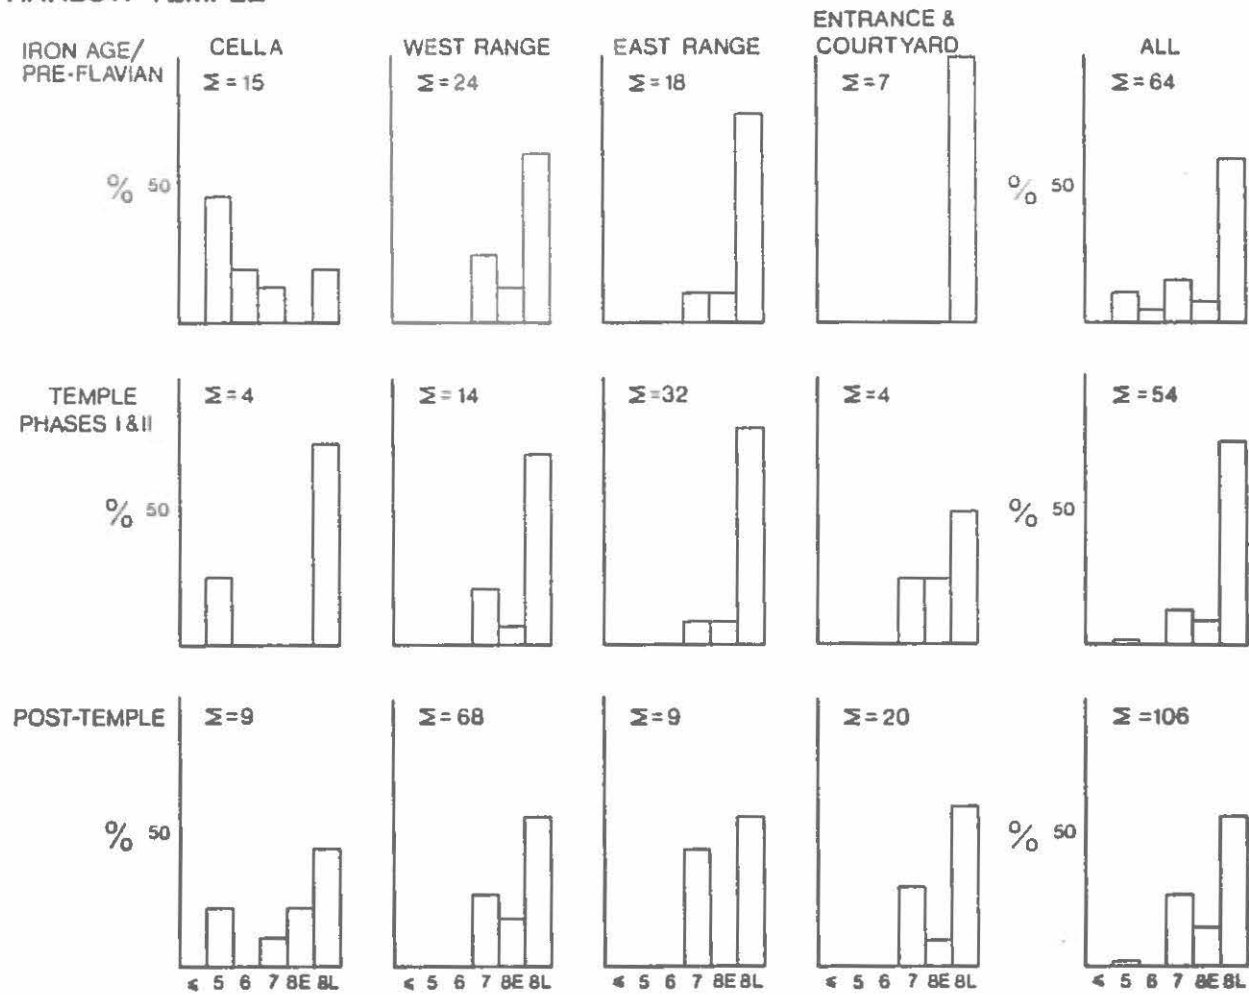 ENTRANCE &
IRON AGE/ CELLA WEST RANGE EAST RANGE COURTYARD ALL
PRE-FLAVIAN
Σ=15 Σ=24 Σ=18 Σ=7 Σ=64
% 50 % 50
TEMPLE Σ=4 Σ=14 Σ=32 Σ=4 Σ=54
PHASES I & II
% 50 % 50
POST-TEMPLE Σ=9 Σ=68 Σ=9 Σ=20 Σ=106
% 50 % 50
≤ 5 6 7 8E 8L ≤ 5 6 7 8E 8L ≤ 5 6 7 8E 8L ≤ 5 6 7 8E 8L ≤ 5 6 7 8E 8L